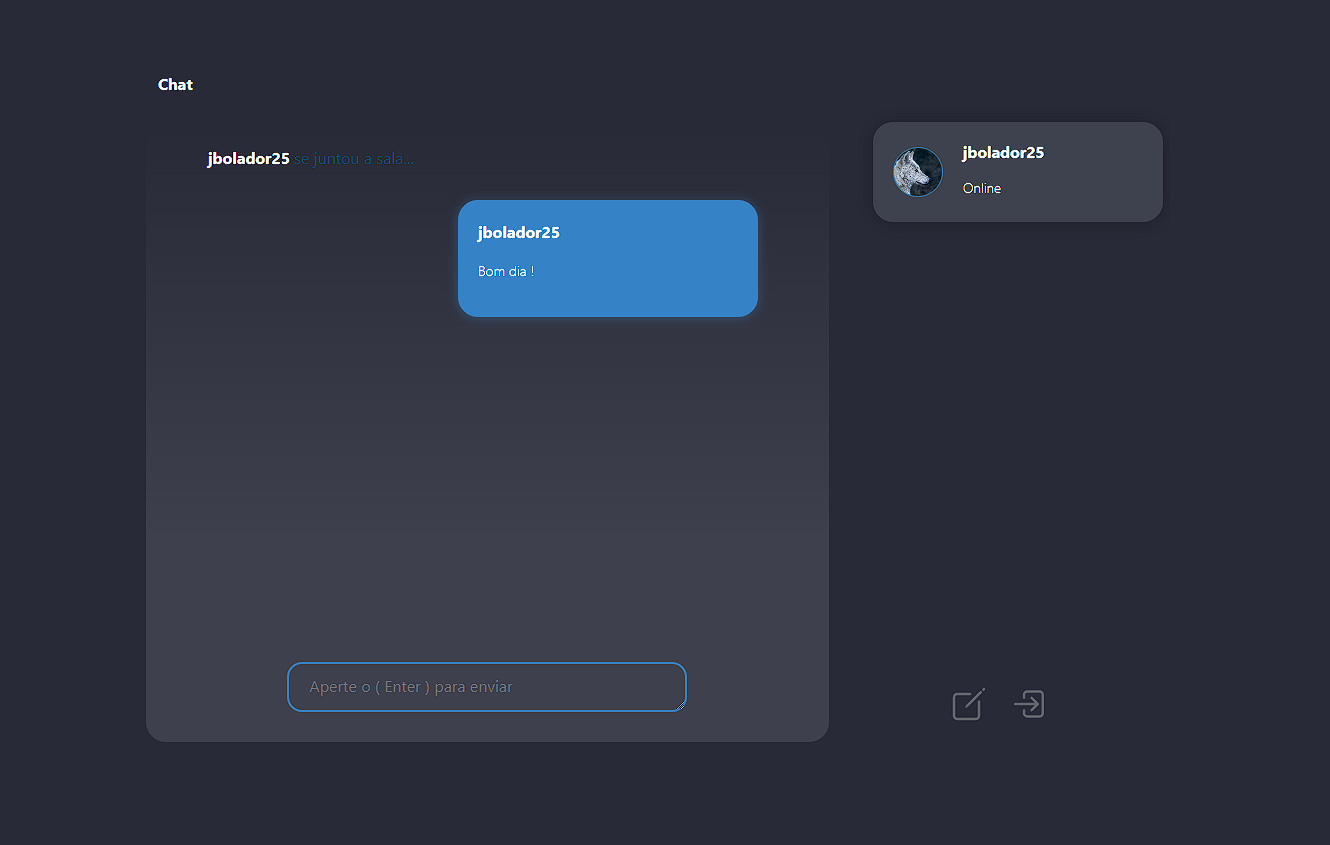 Chat
jbolador25 se juntou a sala...
jbolador25
Bom dia !
Aperte o ( Enter ) para enviar
jbolador25
Online